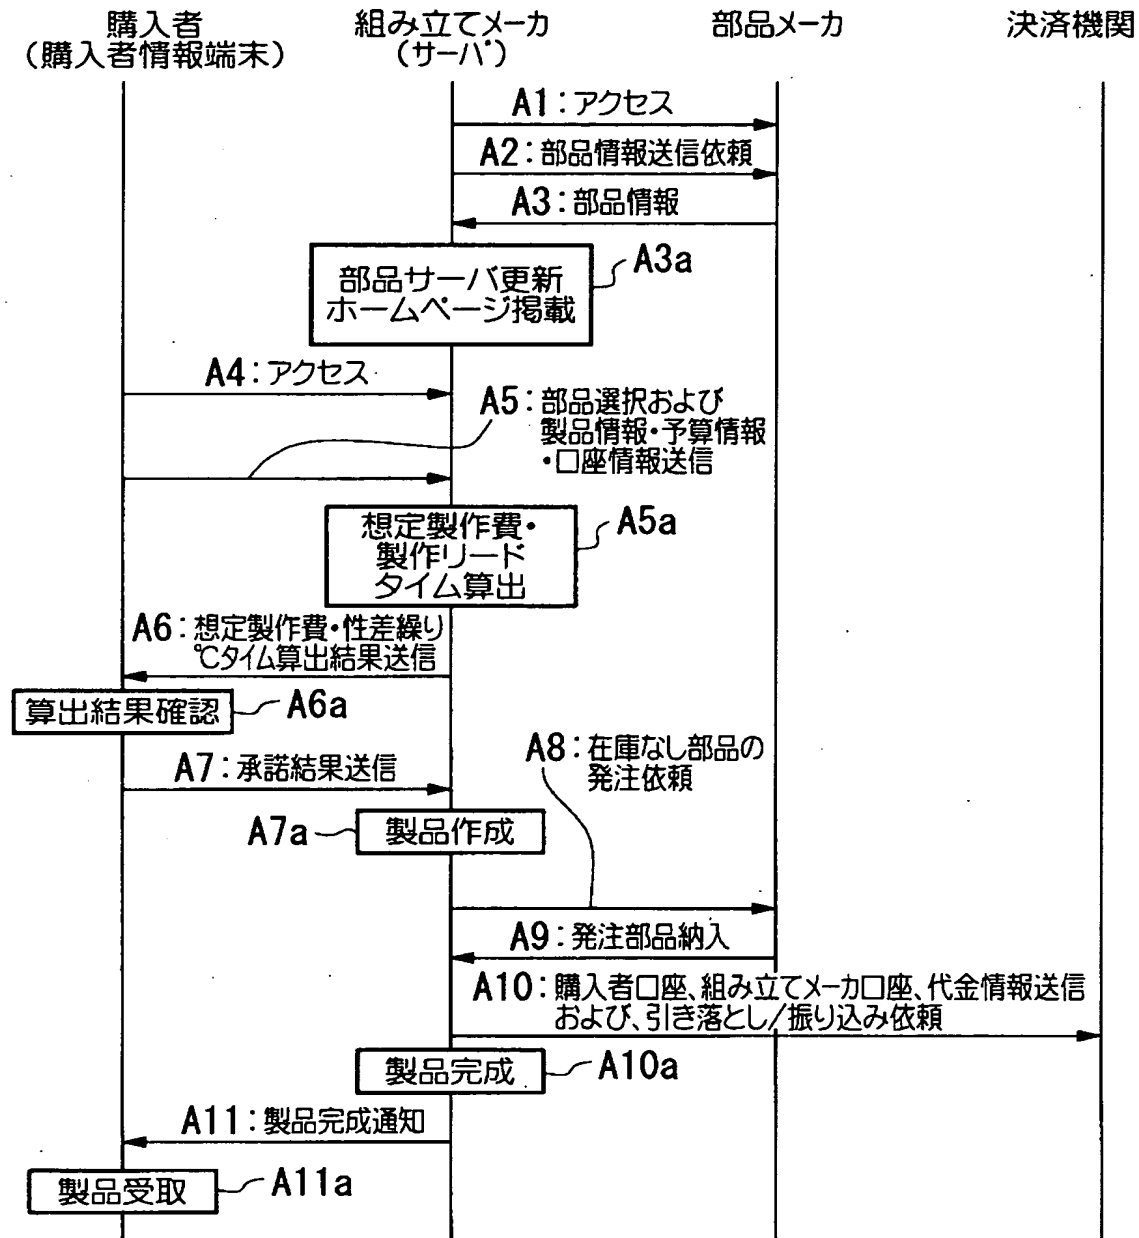 購入者
(購入者情報端末)
組み立てメーカ
(サーバ)
部品メーカ
決済機関
A1:アクセス
A2:部品情報送信依頼
A3:部品情報
部品サーバ更新
ホームページ掲載
A3a
A4:アクセス
A5:部品選択および
製品情報・予算情報
・口座情報送信
想定製作費・
製作リード
タイム算出
A5a
A6:想定製作費・性差繰り
℃タイム算出結果送信
算出結果確認
A6a
A7:承諾結果送信
A8:在庫なし部品の
発注依頼
A7a
製品作成
A9:発注部品納入
A10:購入者口座、組み立てメーカ口座、代金情報送信
および、引き落とし/振り込み依頼
製品完成
A10a
A11:製品完成通知
製品受取
A11a